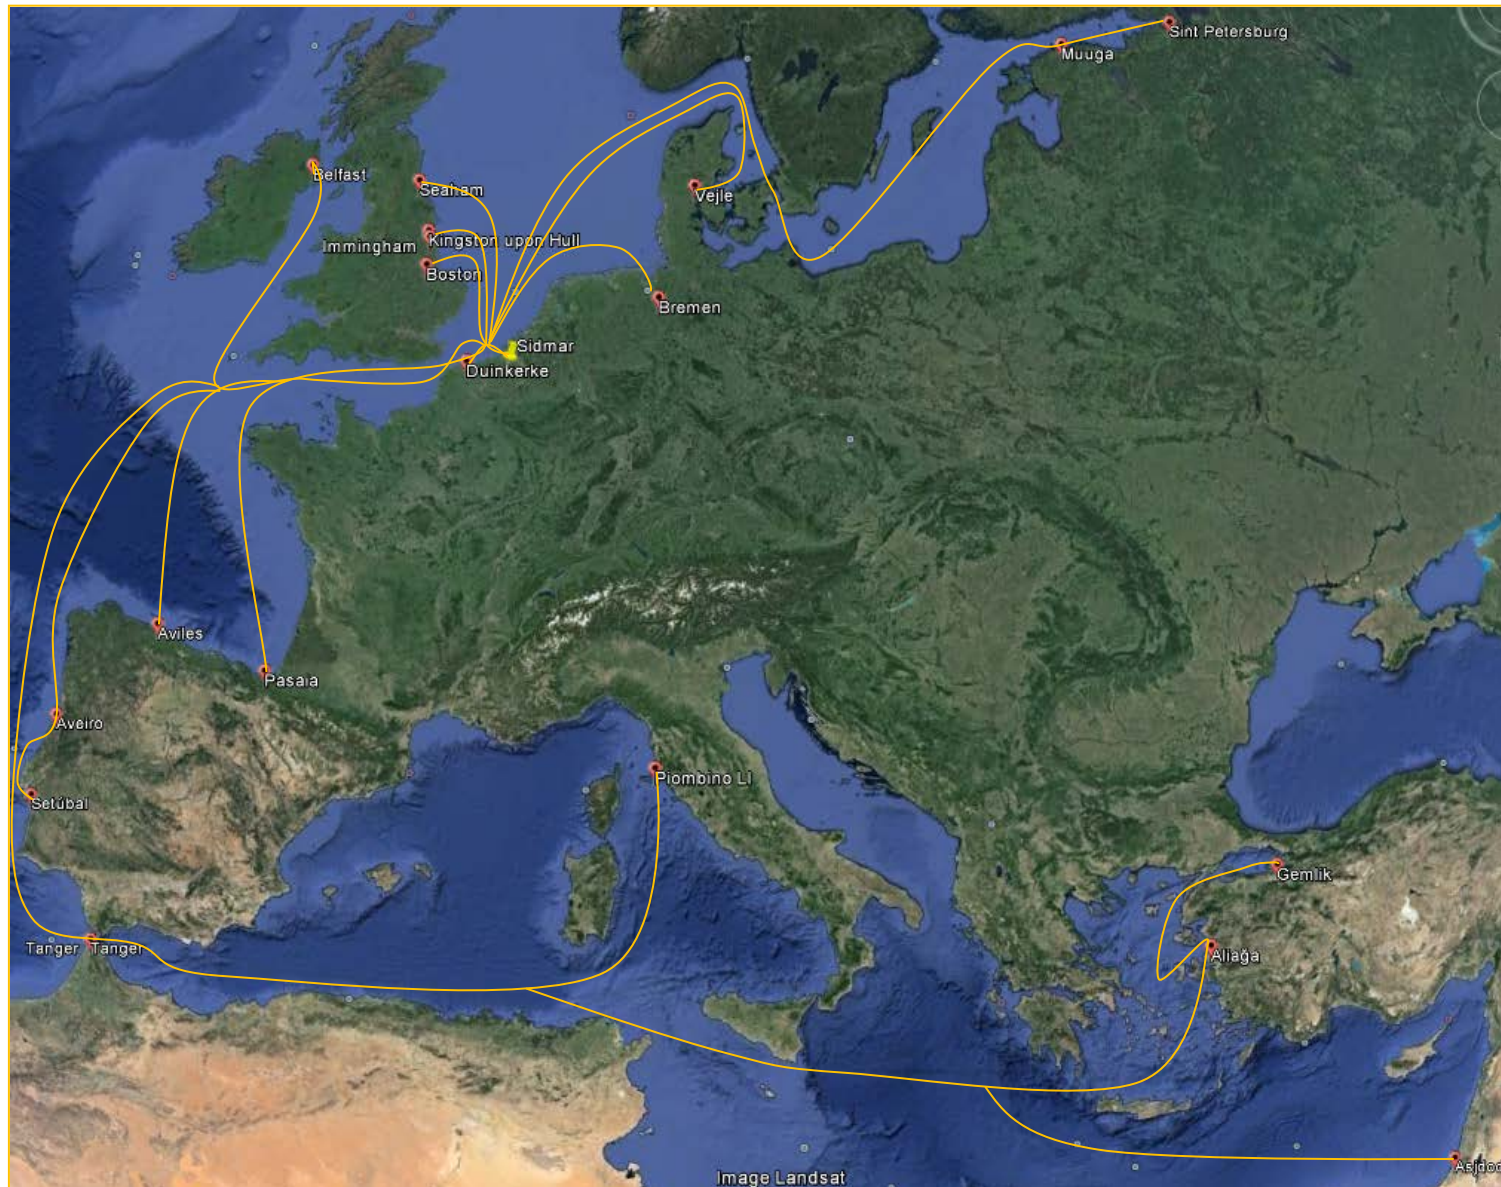 Sint Petersburg
Muuga
Belfast
Seaham
Vejle
Kingston upon Hull
Immingham
Boston
Bremen
Sidmar
Duinkerke
Aviles
Pasaia
Aveiro
Piombino LI
Setúbal
Gemlik
Tanger Tanger
Aliağa
Asjdod
Image Landsat